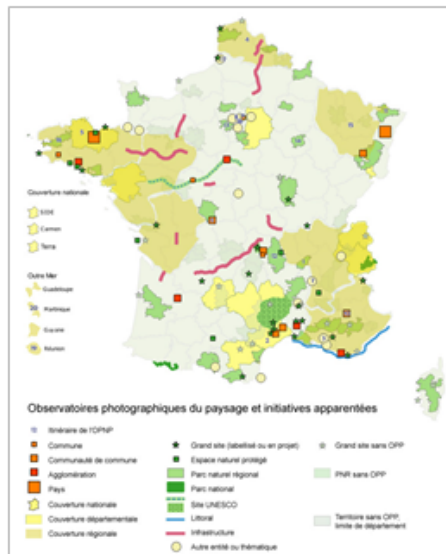 Couverture nationale
Carmen
Terra
Outre Mer
Guadeloupe
Martinique
Guyane
Réunion
Observatoires photographiques du paysage et initiatives apparentées
Itinéraire de l'OPNP
Commune
Communauté de commune
Agglomération
Pays
Couverture nationale
Couverture départementale
Couverture régionale
Grand site (labellisé ou en projet)
Espace naturel protégé
Parc naturel régional
Parc national
Site UNESCO
Littoral
Infrastructure
Autre entité ou thématique
Grand site sans OPP
PNR sans OPP
Territoire sans OPP,
limite de département